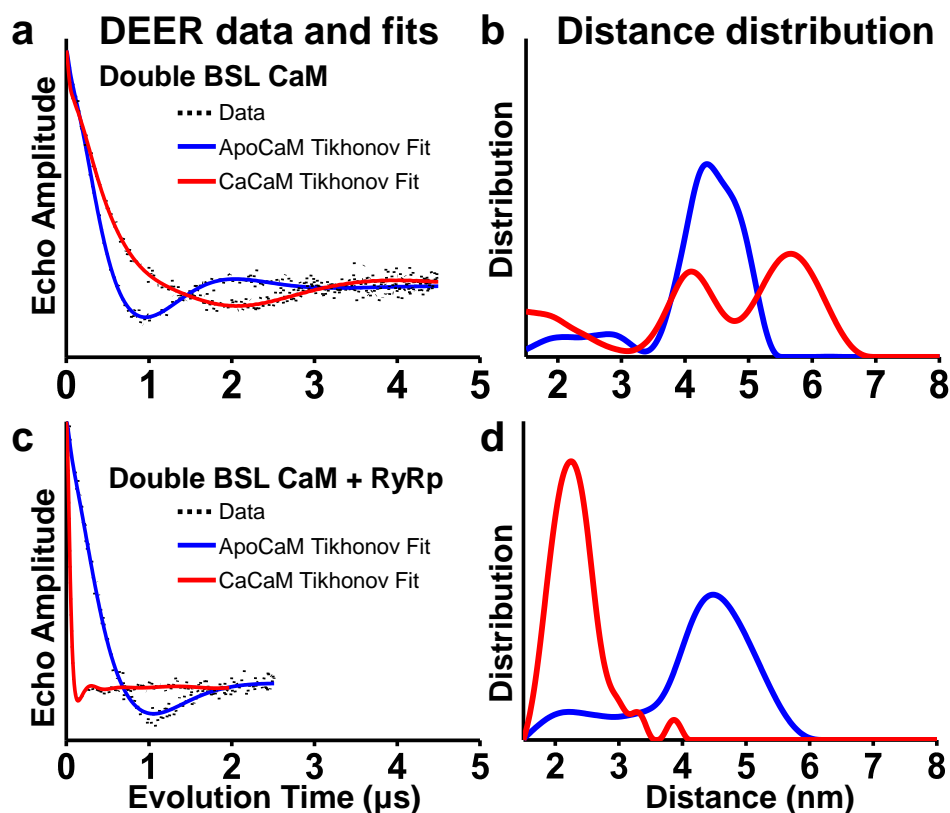 a DEER data and fits
Double BSL CaM
Data
ApoCaM Tikhonov Fit
CaCaM Tikhonov Fit
Echo Amplitude
0 1 2 3 4 5
b Distance distribution
Distribution
2 3 4 5 6 7 8
c
Double BSL CaM + RyRp
Data
ApoCaM Tikhonov Fit
CaCaM Tikhonov Fit
Echo Amplitude
0 1 2 3 4 5
Evolution Time (µs)
d
Distribution
2 3 4 5 6 7 8
Distance (nm)